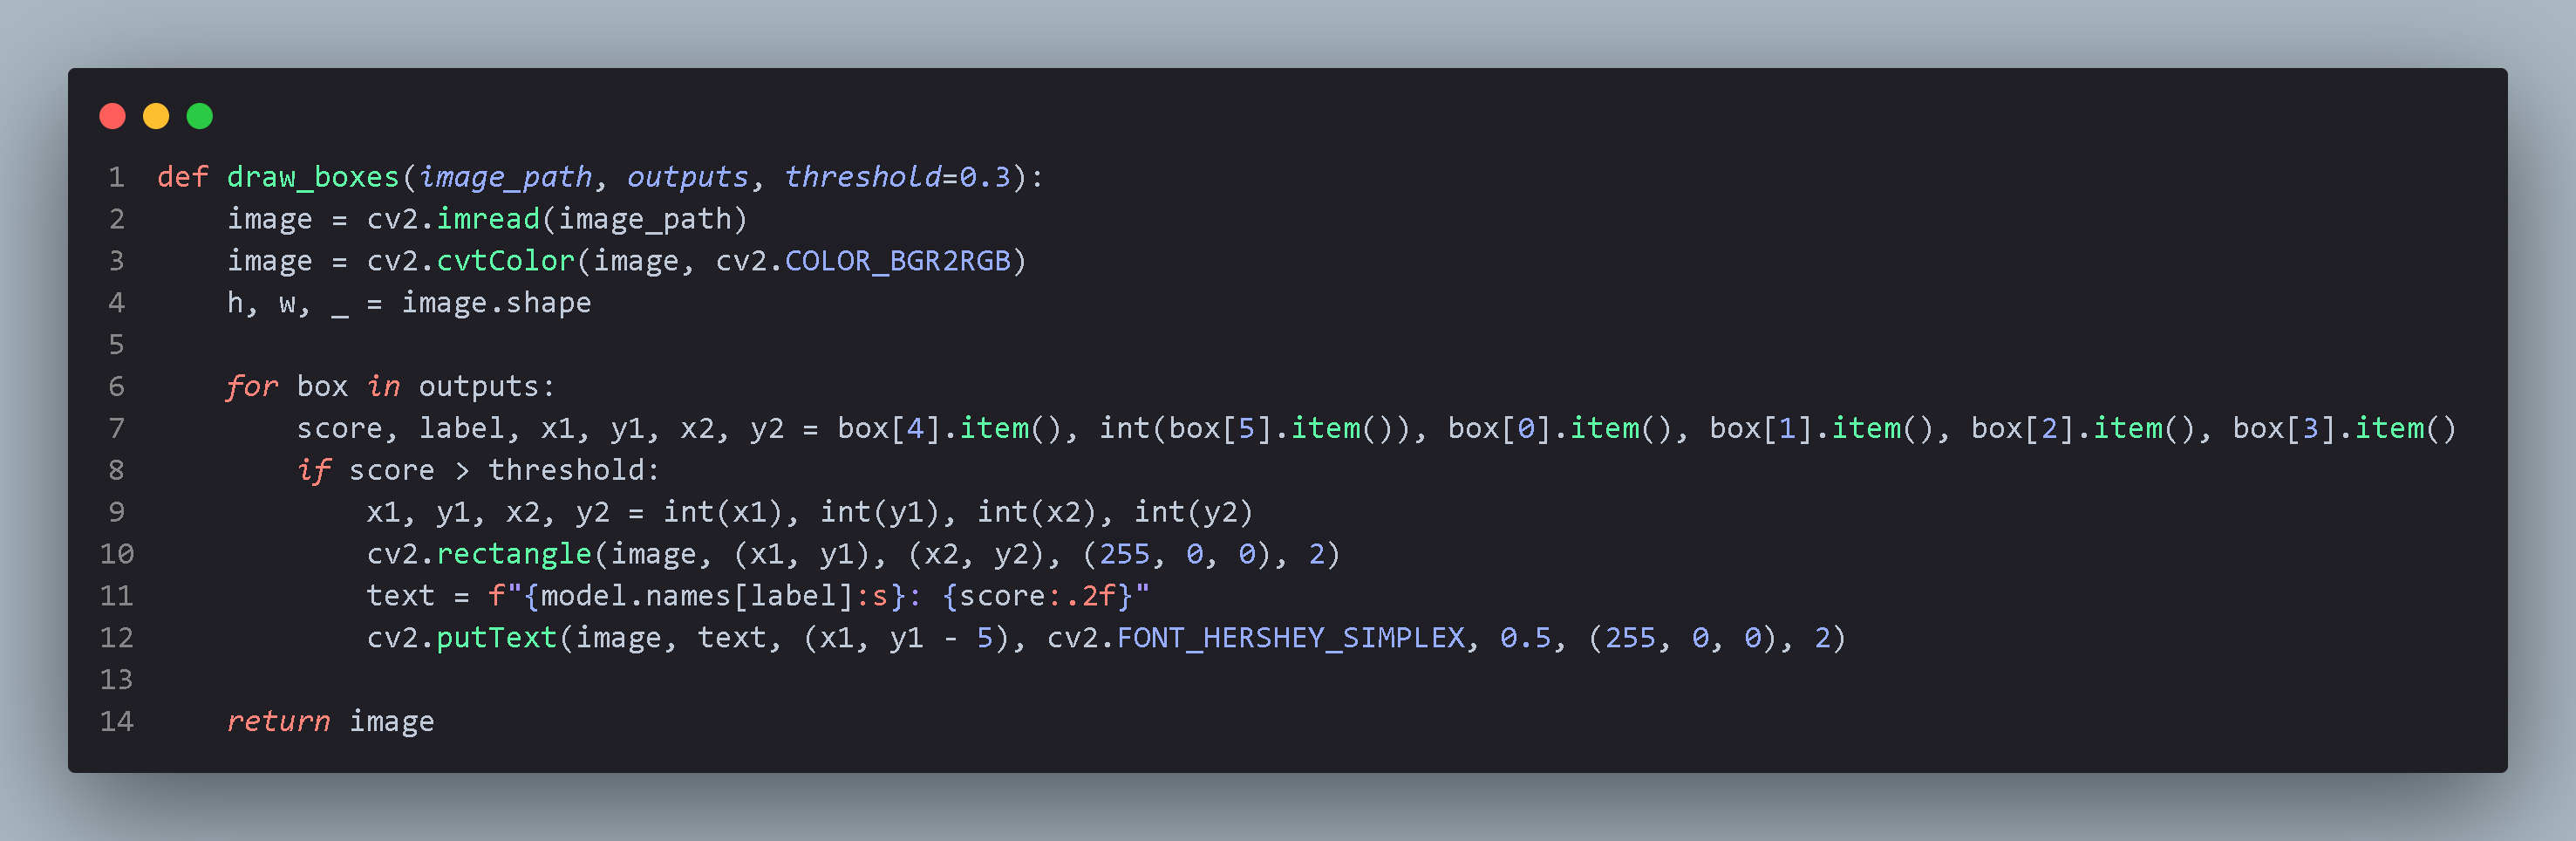 1 def draw_boxes(image_path, outputs, threshold=0.3):
2     image = cv2.imread(image_path)
3     image = cv2.cvtColor(image, cv2.COLOR_BGR2RGB)
4     h, w, _ = image.shape
5
6     for box in outputs:
7         score, label, x1, y1, x2, y2 = box[4].item(), int(box[5].item()), box[0].item(), box[1].item(), box[2].item(), box[3].item()
8         if score > threshold:
9             x1, y1, x2, y2 = int(x1), int(y1), int(x2), int(y2)
10             cv2.rectangle(image, (x1, y1), (x2, y2), (255, 0, 0), 2)
11             text = f"{model.names[label]:s}: {score:.2f}"
12             cv2.putText(image, text, (x1, y1 - 5), cv2.FONT_HERSHEY_SIMPLEX, 0.5, (255, 0, 0), 2)
13
14     return image